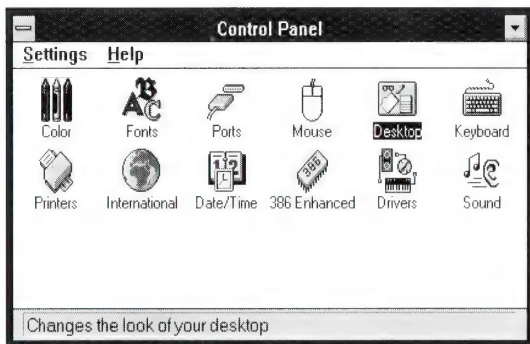 Control Panel
Settings Help
Color Fonts Ports Mouse Desktop Keyboard
Printers International Date/Time 386 Enhanced Drivers Sound
Changes the look of your desktop